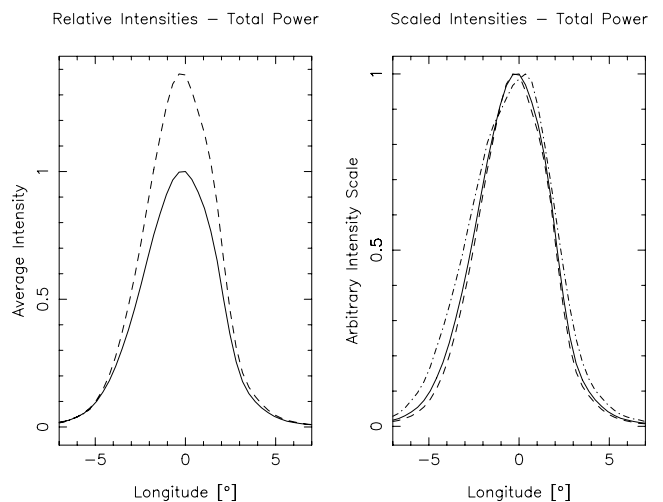 Relative Intensities – Total Power
Average Intensity
1
0.5
0
−5
0
5
Longitude [°]
Scaled Intensities – Total Power
Arbitrary Intensity Scale
1
0.5
0
−5
0
5
Longitude [°]